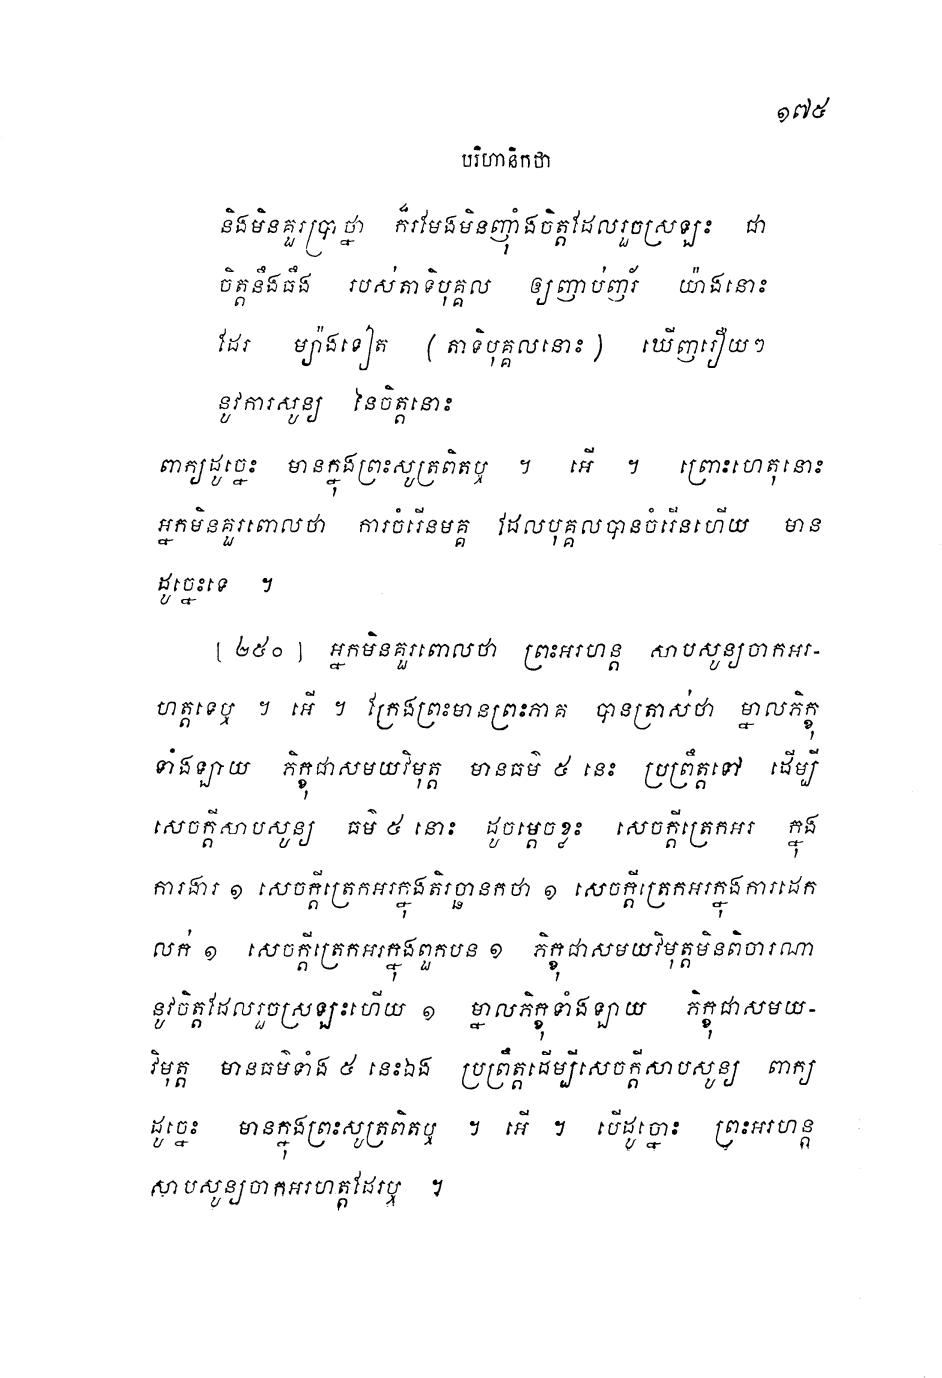 ១៧៥
បរិហានិកថា
និងមិនគួរប្រាថ្នា ក៏រមែងមិនញ៉ាំងចិត្តដែលរួចស្រឡះ ជា
ចិត្តនឹងធឹង របស់តាទិបុគ្គល ឲ្យញាប់ញ័រ យ៉ាងនោះ
ដែរ ម្យ៉ាងទៀត (តាទិបុគ្គលនោះ) ឃើញរឿយៗ
នូវការសូន្យ នៃចិត្តនោះ
ពាក្យដូច្នេះ មានក្នុងព្រះសូត្រពិតឬ ។ អើ ។ ព្រោះហេតុនោះ
អ្នកមិនគួរពោលថា ការចំរើនមគ្គ ដែលបុគ្គលបានចំរើនហើយ មាន
ដូច្នេះទេ ។
[២៥០] អ្នកមិនគួរពោលថា ព្រះអរហន្ត សាបសូន្យចាកអរ-
ហត្តទេឬ ។ អើ ។ ក្រែងព្រះមានព្រះភាគ បានត្រាស់ថា ម្នាលភិក្ខុ
ទាំងឡាយ ភិក្ខុជាសមយវិមុត្ត មានធម៌ ៥ នេះ ប្រព្រឹត្តទៅ ដើម្បី
សេចក្តីសាបសូន្យ ធម៌ ៥ នោះ ដូចម្តេចខ្លះ សេចក្តីត្រេកអរ ក្នុង
ការងារ ១ សេចក្តីត្រេកអរក្នុងតិរច្ឆានកថា ១ សេចក្តីត្រេកអរក្នុងការដេក
លក់ ១ សេចក្តីត្រេកអរក្នុងពួកបន ១ ភិក្ខុជាសមយវិមុត្តមិនពិចារណា
នូវចិត្តដែលរួចស្រឡះហើយ ១ ម្នាលភិក្ខុទាំងឡាយ ភិក្ខុជាសមយ-
វិមុត្ត មានធម៌ទាំង ៥ នេះឯង ប្រព្រឹត្តដើម្បីសេចក្តីសាបសូន្យ ពាក្យ
ដូច្នេះ មានក្នុងព្រះសូត្រពិតឬ ។ អើ ។ បើដូច្នោះ ព្រះអរហន្ត
សាបសូន្យចាកអរហត្តដែរឬ ។